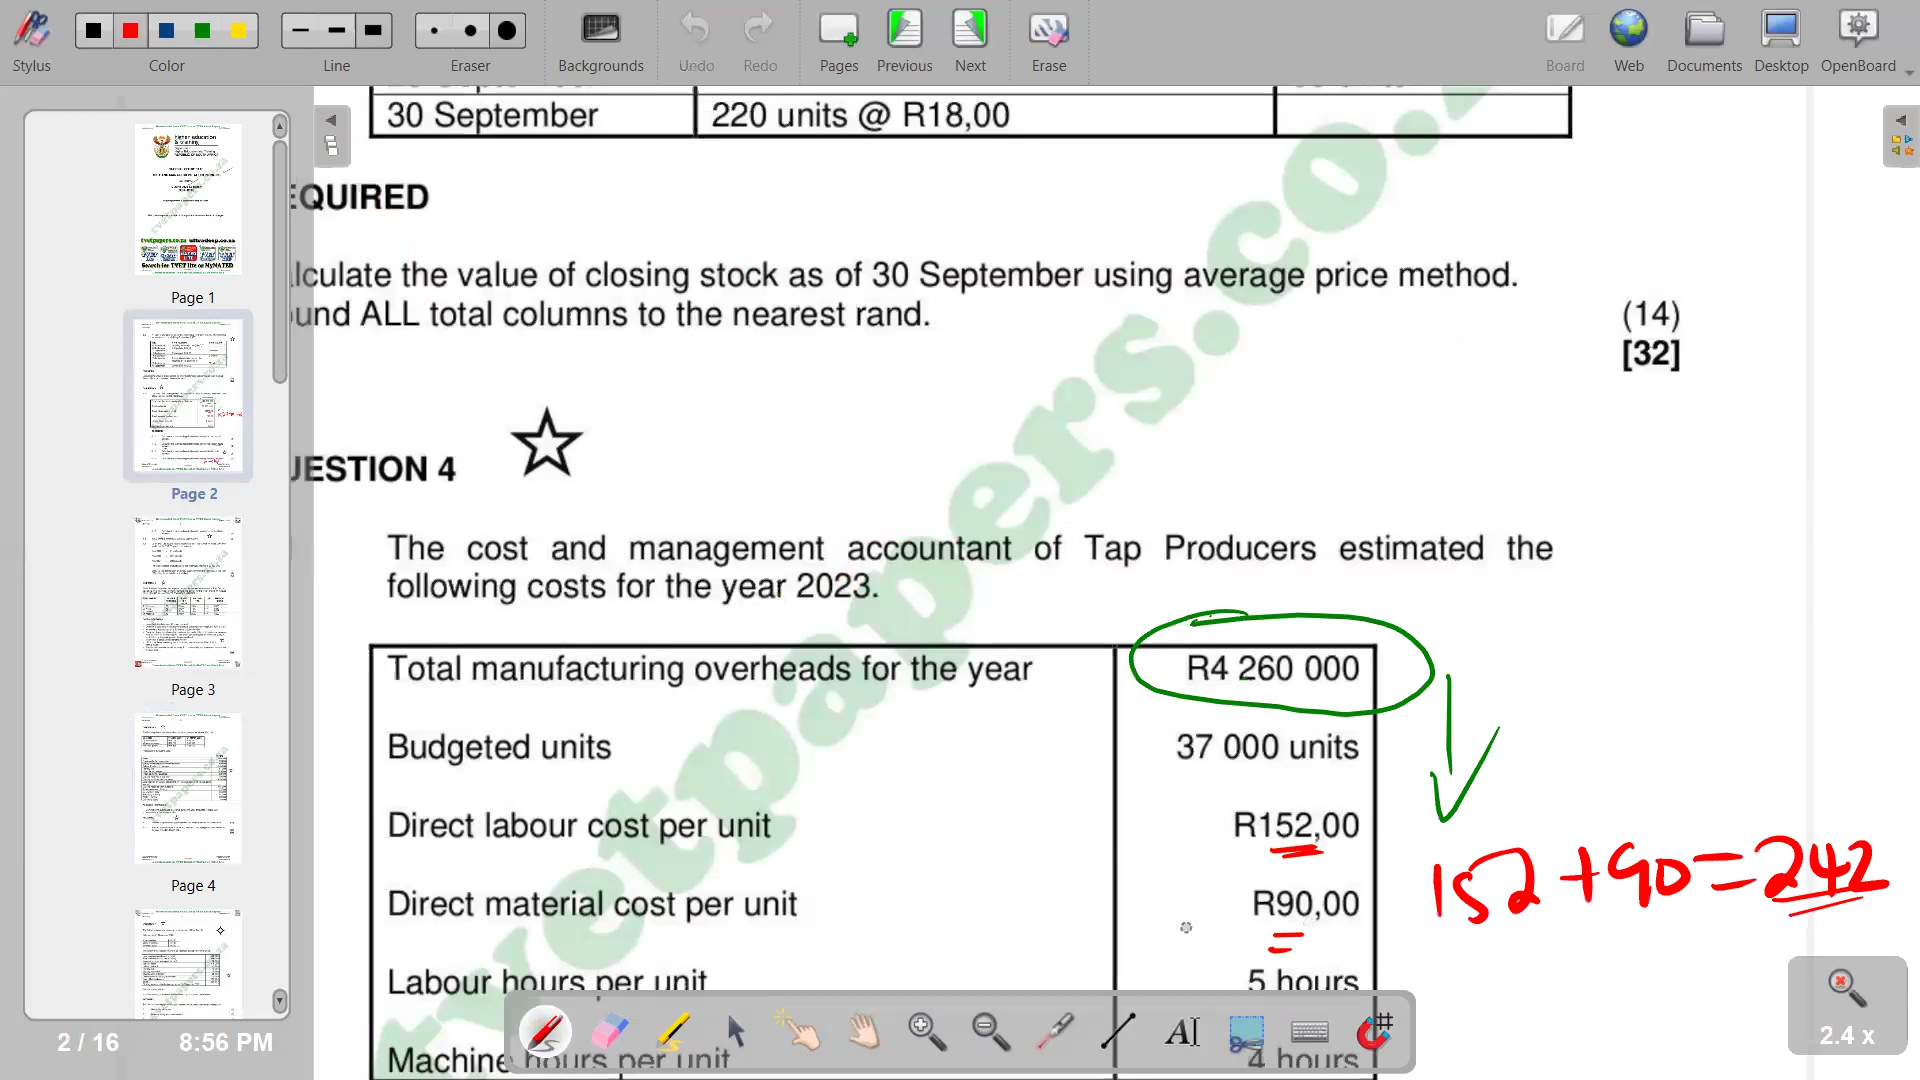 Stylus Color Line Eraser Backgrounds Undo Redo Pages Previous Next Erase Board Web Documents Desktop OpenBoard
30 September 220 units @ R18,00
EQUIRED
alculate the value of closing stock as of 30 September using average price method.
ound ALL total columns to the nearest rand. (14)
[32]
UESTION 4
The cost and management accountant of Tap Producers estimated the
following costs for the year 2023.
Total manufacturing overheads for the year R4 260 000
Budgeted units 37 000 units
Direct labour cost per unit R152,00
152 + 90 = 242
Direct material cost per unit R90,00
Labour hours per unit 5 hours
Machine hours per unit 4 hours
tvetpapers.co.
Page 1
Page 2
Page 3
Page 4
2 / 16 8:56 PM
2.4 x